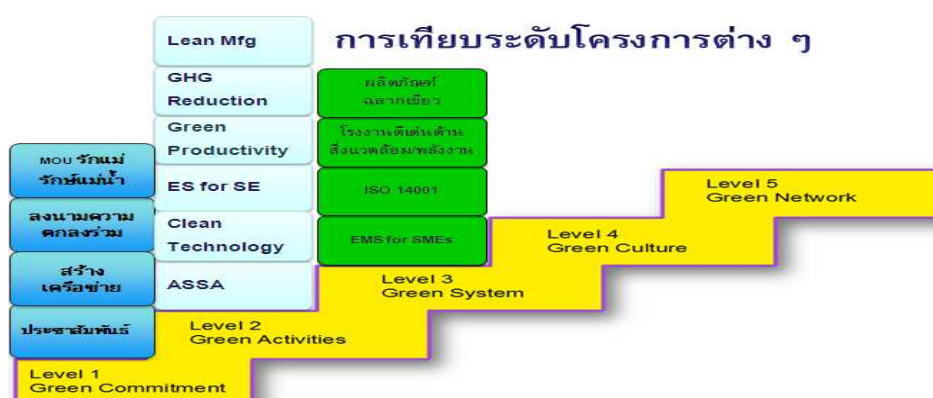 การเทียบระดับโครงการต่าง ๆ
MOU รักแม่
รักษ์แม่น้ำ
ลงนามความ
ตกลงร่วม
สร้าง
เครือข่าย
ประชาสัมพันธ์
Lean Mfg
GHG
Reduction
Green
Productivity
ES for SE
Clean
Technology
ASSA
ผลิตภัณฑ์
ฉลากเขียว
โรงงานดีเด่นด้าน
สิ่งแวดล้อม/พลังงาน
ISO 14001
EMS for SMEs
Level 1
Green Commitment
Level 2
Green Activities
Level 3
Green System
Level 4
Green Culture
Level 5
Green Network